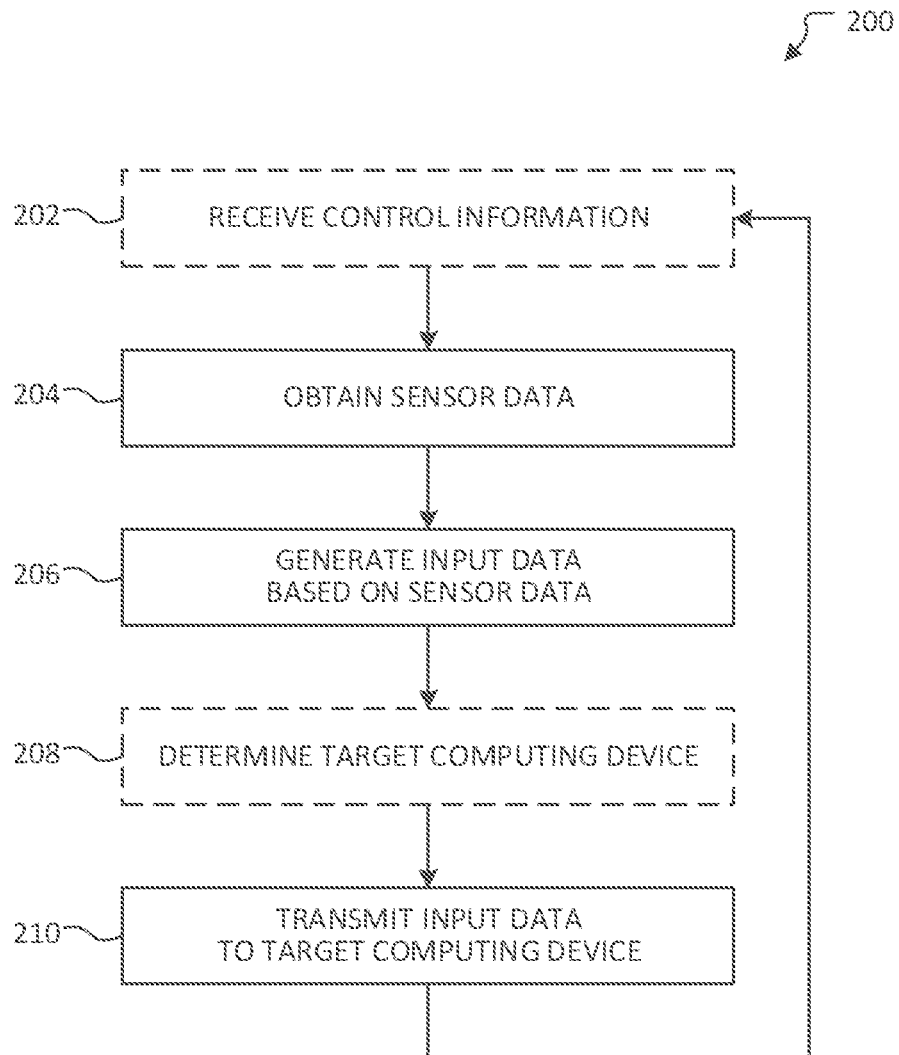 200
202
RECEIVE CONTROL INFORMATION
204
OBTAIN SENSOR DATA
206
GENERATE INPUT DATA
BASED ON SENSOR DATA
208
DETERMINE TARGET COMPUTING DEVICE
210
TRANSMIT INPUT DATA
TO TARGET COMPUTING DEVICE